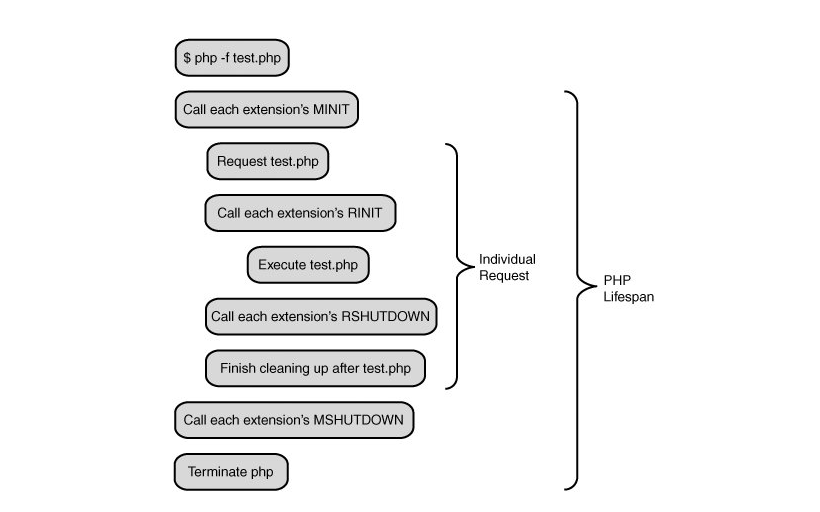 $ php -f test.php
Call each extension’s MINIT
Request test.php
Call each extension’s RINIT
Execute test.php
Individual
Request
PHP
Lifespan
Call each extension’s RSHUTDOWN
Finish cleaning up after test.php
Call each extension’s MSHUTDOWN
Terminate php